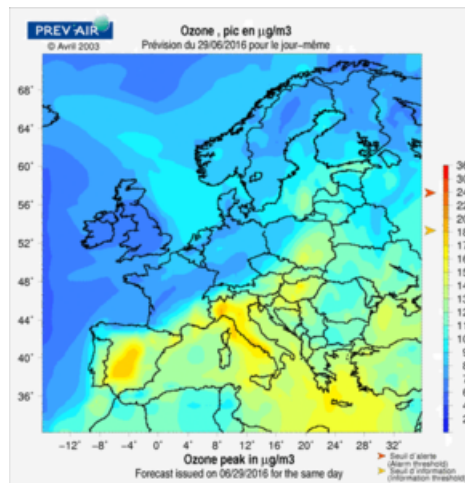 PREV'AIR
© Avril 2003
Ozone , pic en µg/m3
Prévision du 29/06/2016 pour le jour-même
68°
64°
60°
56°
52°
48°
44°
40°
36°
−12° −8° −4° 0° 4° 8° 12° 16° 20° 24° 28° 32°
Ozone peak in µg/m3
Forecast issued on 06/29/2016 for the same day
Seuil d'alerte
(Alarm threshold)
Seuil d'information
(Information threshold)